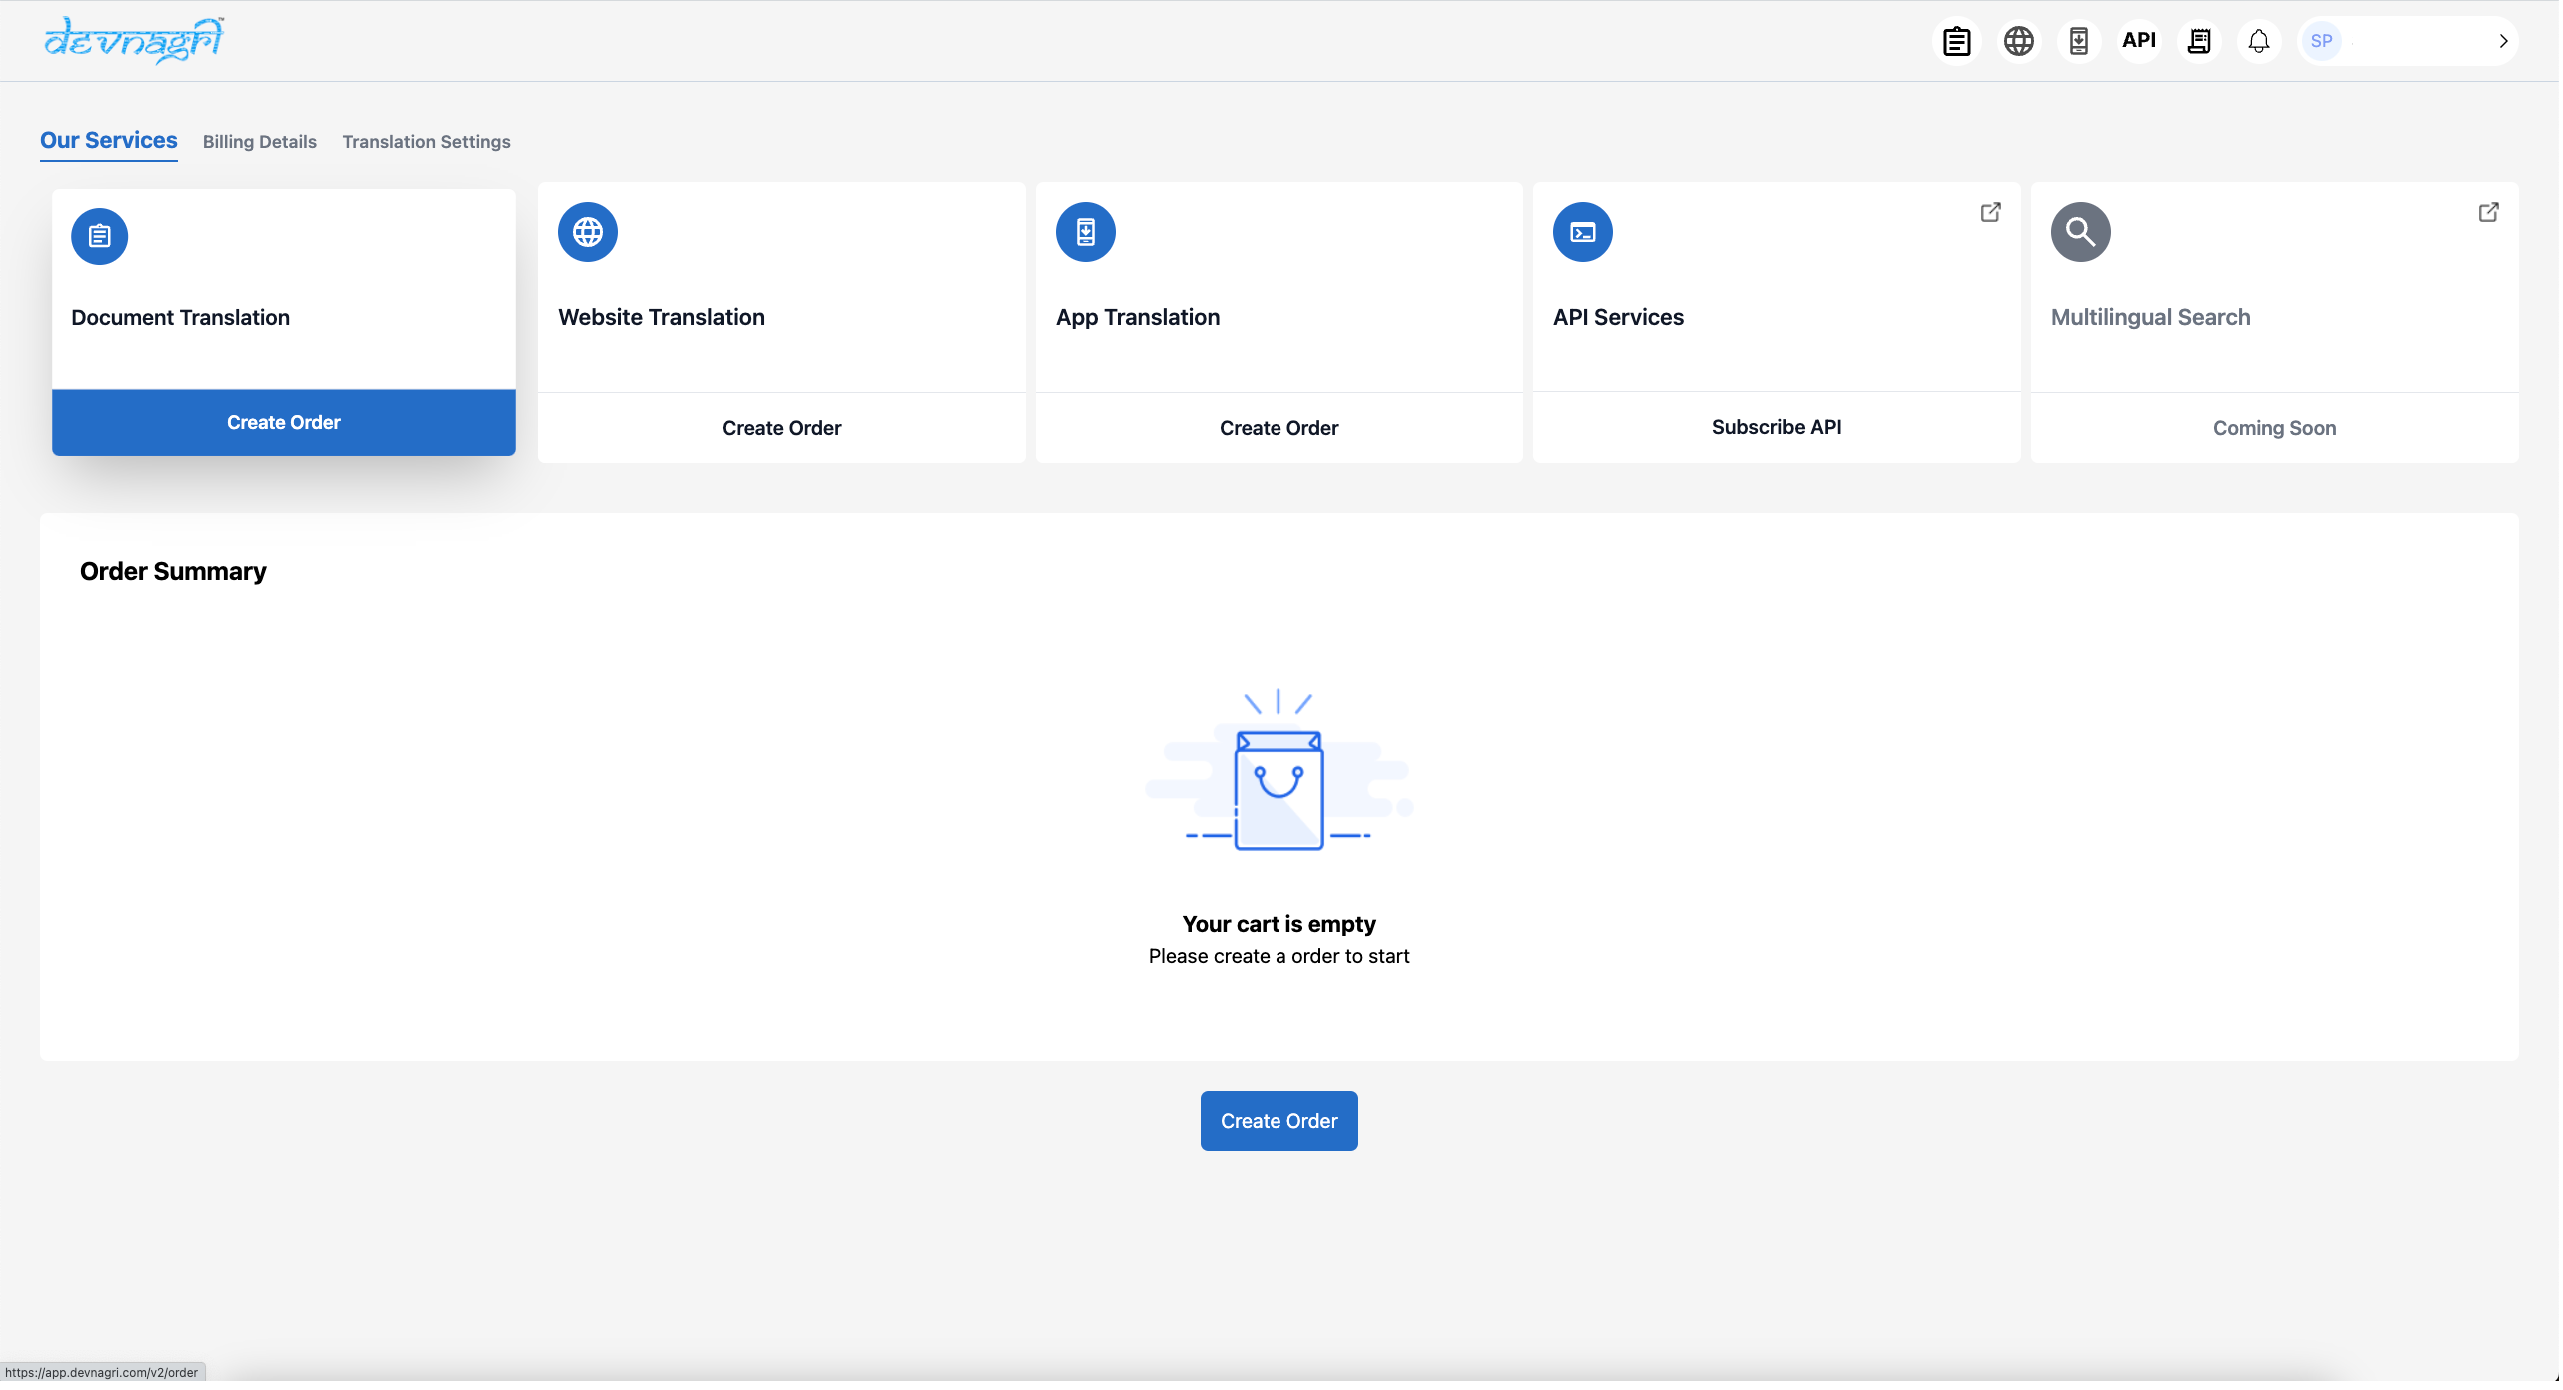 devnagri™
API
SP
Our Services
Billing Details
Translation Settings
Document Translation
Create Order
Website Translation
Create Order
App Translation
Create Order
API Services
Subscribe API
Multilingual Search
Coming Soon
Order Summary
Your cart is empty
Please create a order to start
Create Order
https://app.devnagri.com/v2/order